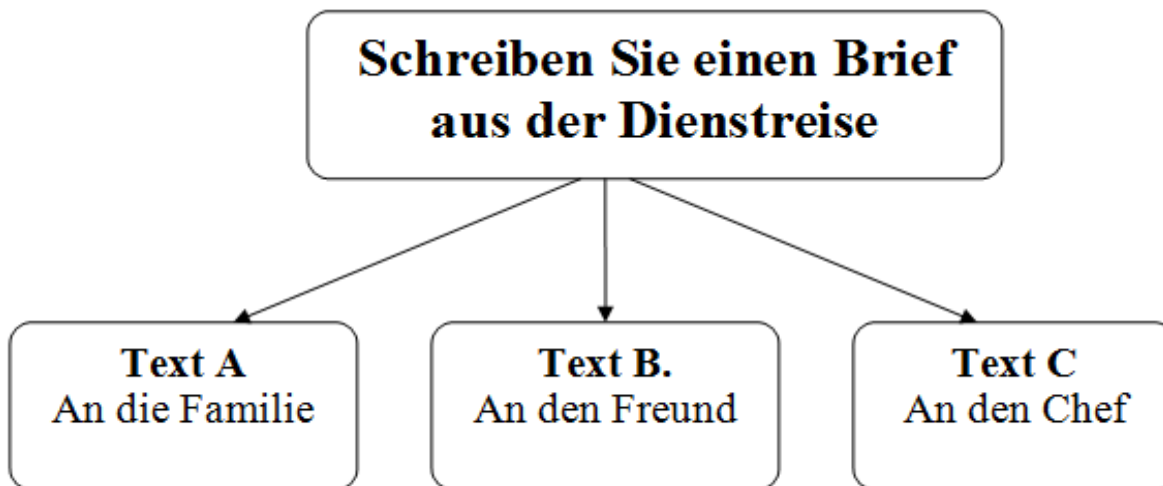 Schreiben Sie einen Brief
aus der Dienstreise
Text A
An die Familie
Text B.
An den Freund
Text C
An den Chef